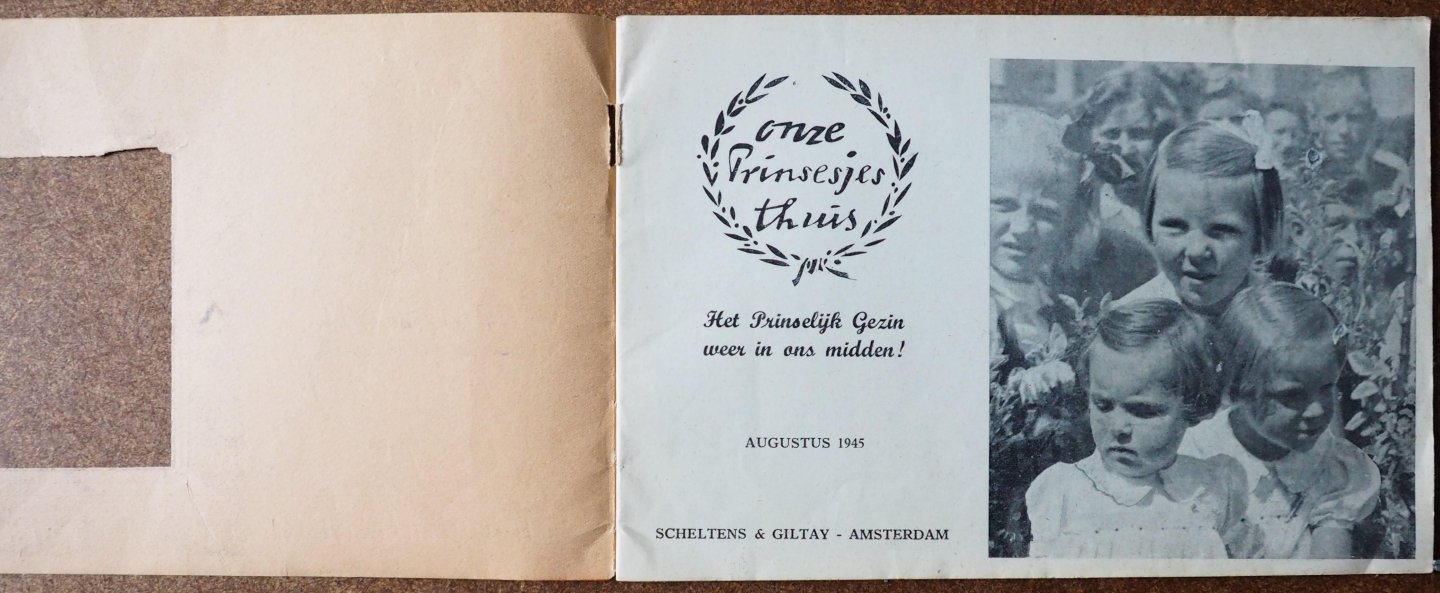 onze
Prinsesjes
thuis
Het Prinselijk Gezin
weer in ons midden!
AUGUSTUS 1945
SCHELTENS & GILTAY - AMSTERDAM